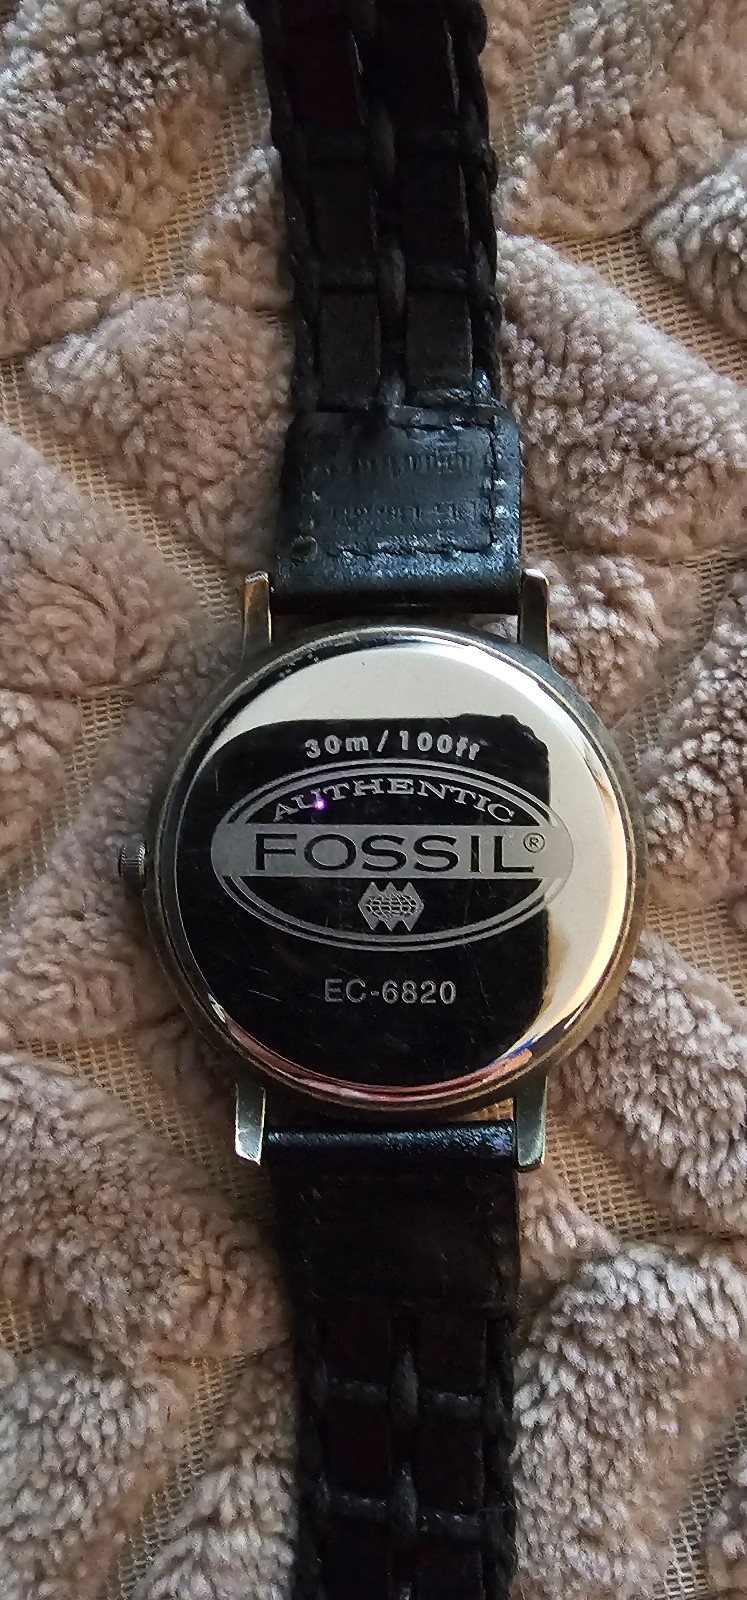 30m/100ft
AUTHENTIC
FOSSIL®
EC-6820